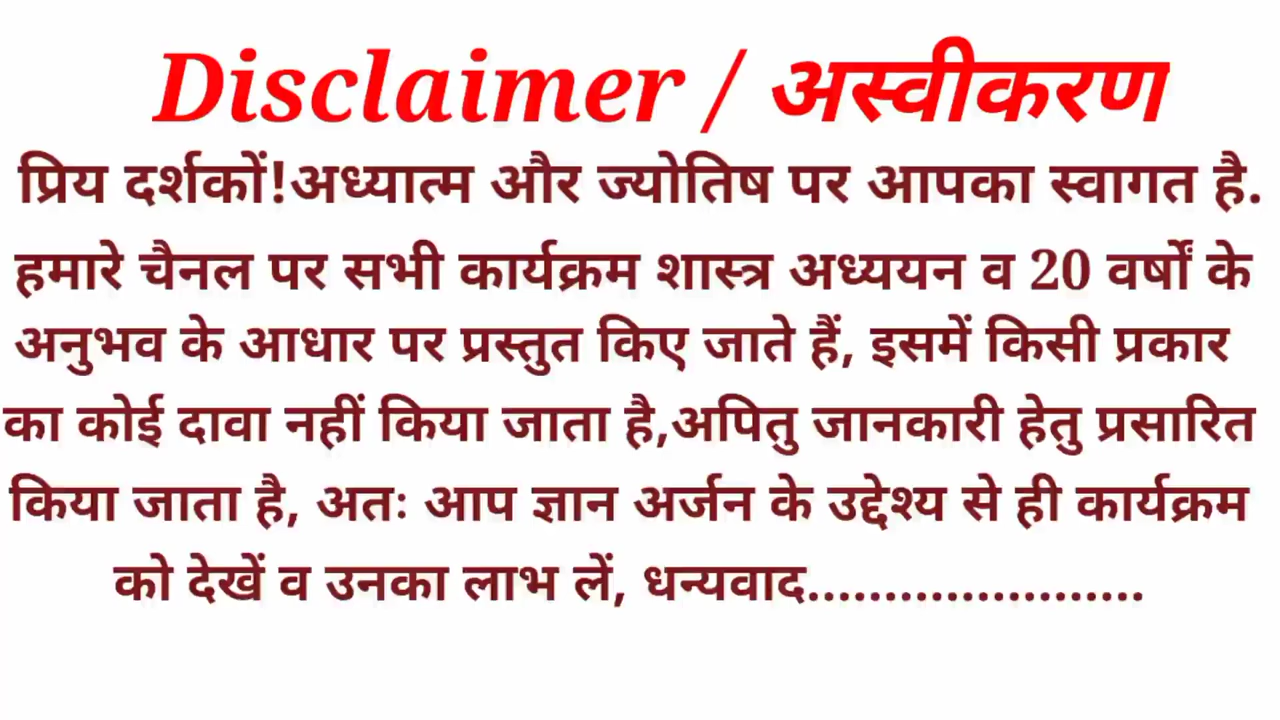 Disclaimer / अस्वीकरण
प्रिय दर्शकों!अध्यात्म और ज्योतिष पर आपका स्वागत है.
हमारे चैनल पर सभी कार्यक्रम शास्त्र अध्ययन व 20 वर्षों के
अनुभव के आधार पर प्रस्तुत किए जाते हैं, इसमें किसी प्रकार
का कोई दावा नहीं किया जाता है,अपितु जानकारी हेतु प्रसारित
किया जाता है, अतः आप ज्ञान अर्जन के उद्देश्य से ही कार्यक्रम
को देखें व उनका लाभ लें, धन्यवाद......................